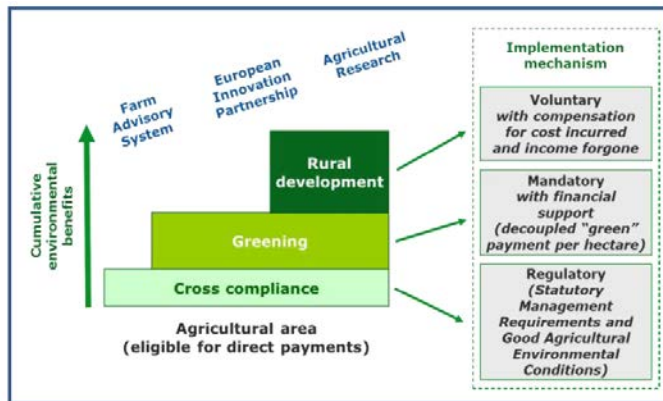 Farm
Advisory
System
European
Innovation
Partnership
Agricultural
Research
Cumulative
environmental
benefits
Rural
development
Greening
Cross compliance
Agricultural area
(eligible for direct payments)
Implementation
mechanism
Voluntary
with compensation
for cost incurred
and income forgone
Mandatory
with financial
support
(decoupled “green”
payment per hectare)
Regulatory
(Statutory
Management
Requirements and
Good Agricultural
Environmental
Conditions)